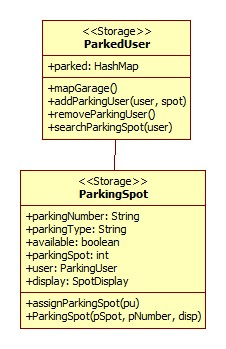 <<Storage>>
ParkedUser
+parked: HashMap
+mapGarage()
+addParkingUser(user, spot)
+removeParkingUser()
+searchParkingSpot(user)
<<Storage>>
ParkingSpot
+parkingNumber: String
+parkingType: String
+available: boolean
+parkingSpot: int
+user: ParkingUser
+display: SpotDisplay
+assignParkingSpot(pu)
+ParkingSpot(pSpot, pNumber, disp)